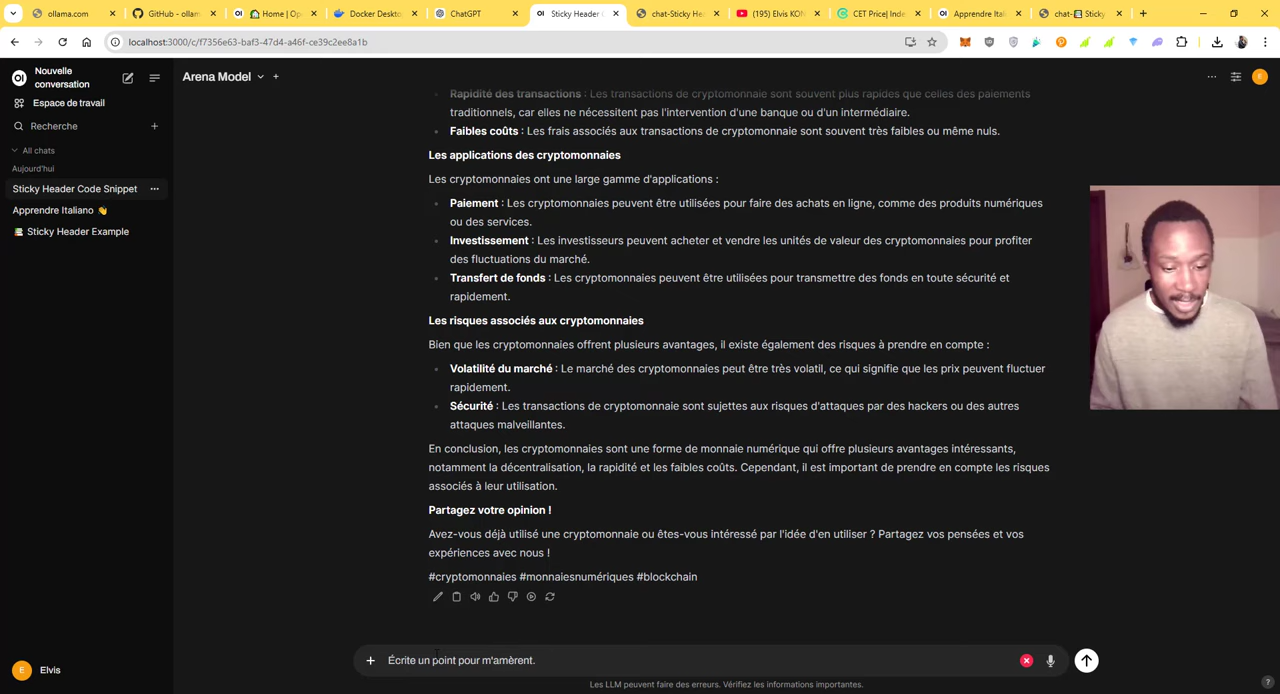 ollama.com
GitHub - ollam
Home | Op
Docker Deskto
ChatGPT
Sticky Header
chat-Sticky He
(195) Elvis KON
CET Price| Inde
Apprendre Itali
chat- Sticky
localhost:3000/c/f7356e63-baf3-47d4-a46f-ce39c2ee8a1b
OI
Nouvelle
conversation
Espace de travail
Recherche
All chats
Aujourd'hui
Sticky Header Code Snippet
Apprendre Italiano
Sticky Header Example
E Elvis
Arena Model
E
Rapidité des transactions : Les transactions de cryptomonnaie sont souvent plus rapides que celles des paiements
traditionnels, car elles ne nécessitent pas l'intervention d'une banque ou d'un intermédiaire.
Faibles coûts : Les frais associés aux transactions de cryptomonnaie sont souvent très faibles ou même nuls.
Les applications des cryptomonnaies
Les cryptomonnaies ont une large gamme d'applications :
Paiement : Les cryptomonnaies peuvent être utilisées pour faire des achats en ligne, comme des produits numériques
ou des services.
Investissement : Les investisseurs peuvent acheter et vendre les unités de valeur des cryptomonnaies pour profiter
des fluctuations du marché.
Transfert de fonds : Les cryptomonnaies peuvent être utilisées pour transmettre des fonds en toute sécurité et
rapidement.
Les risques associés aux cryptomonnaies
Bien que les cryptomonnaies offrent plusieurs avantages, il existe également des risques à prendre en compte :
Volatilité du marché : Le marché des cryptomonnaies peut être très volatil, ce qui signifie que les prix peuvent fluctuer
rapidement.
Sécurité : Les transactions de cryptomonnaie sont sujettes aux risques d'attaques par des hackers ou des autres
attaques malveillantes.
En conclusion, les cryptomonnaies sont une forme de monnaie numérique qui offre plusieurs avantages intéressants,
notamment la décentralisation, la rapidité et les faibles coûts. Cependant, il est important de prendre en compte les risques
associés à leur utilisation.
Partagez votre opinion !
Avez-vous déjà utilisé une cryptomonnaie ou êtes-vous intéressé par l'idée d'en utiliser ? Partagez vos pensées et vos
expériences avec nous !
#cryptomonnaies #monnaiesnumériques #blockchain
Écrite un point pour m'amèrent.
Les LLM peuvent faire des erreurs. Vérifiez les informations importantes.